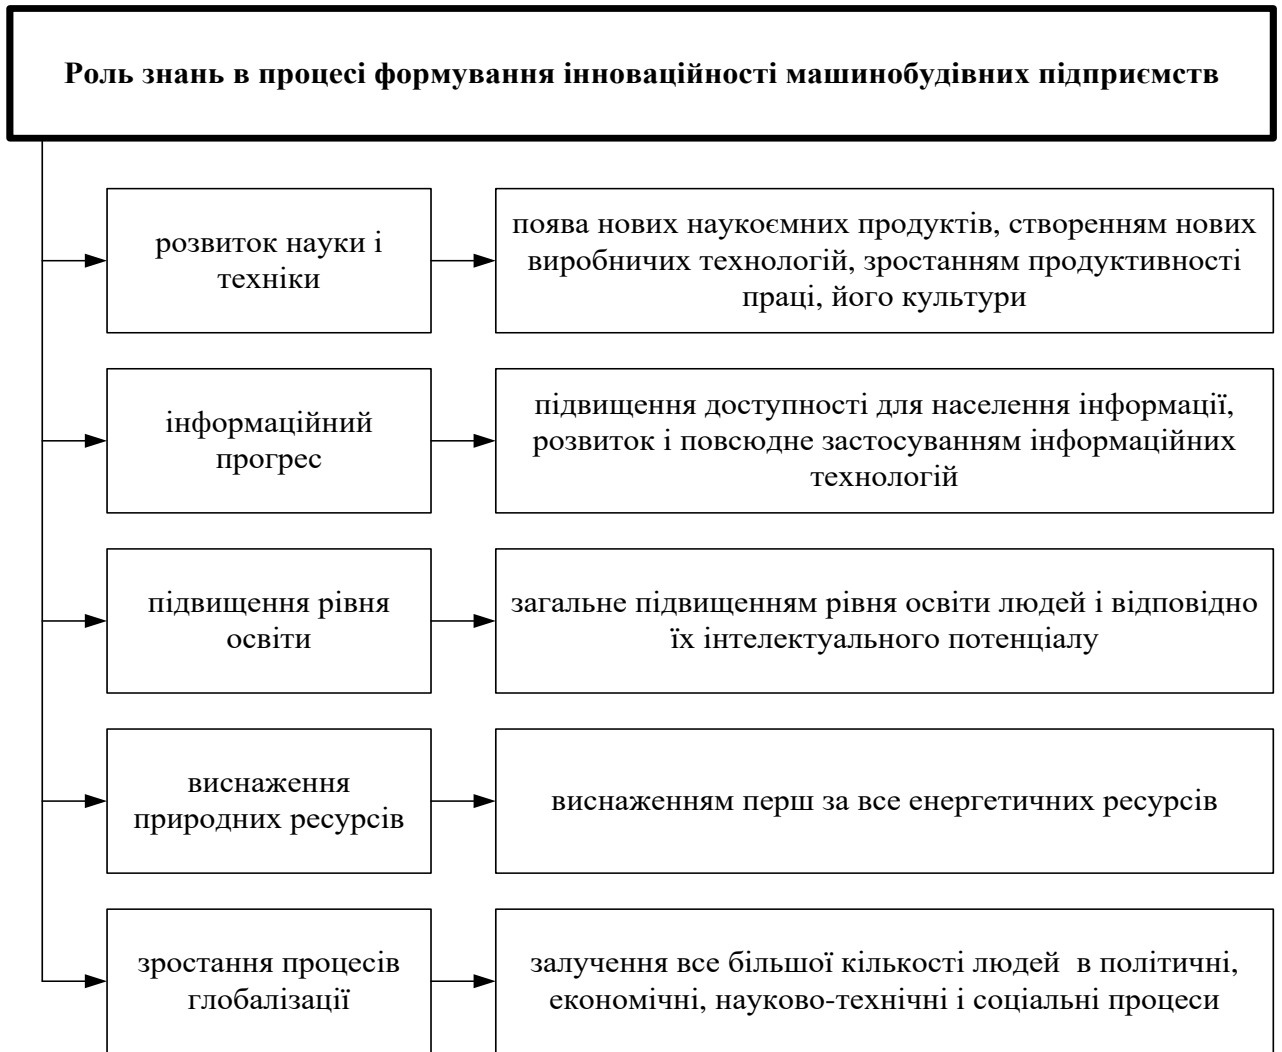 Роль знань в процесі формування інноваційності машинобудівних підприємств
розвиток науки і
техніки
поява нових наукоємних продуктів, створенням нових
виробничих технологій, зростанням продуктивності
праці, його культури
інформаційний
прогрес
підвищення доступності для населення інформації,
розвиток і повсюдне застосуванням інформаційних
технологій
підвищення рівня
освіти
загальне підвищенням рівня освіти людей і відповідно
їх інтелектуального потенціалу
виснаження
природних ресурсів
виснаженням перш за все енергетичних ресурсів
зростання процесів
глобалізації
залучення все більшої кількості людей  в політичні,
економічні, науково-технічні і соціальні процеси